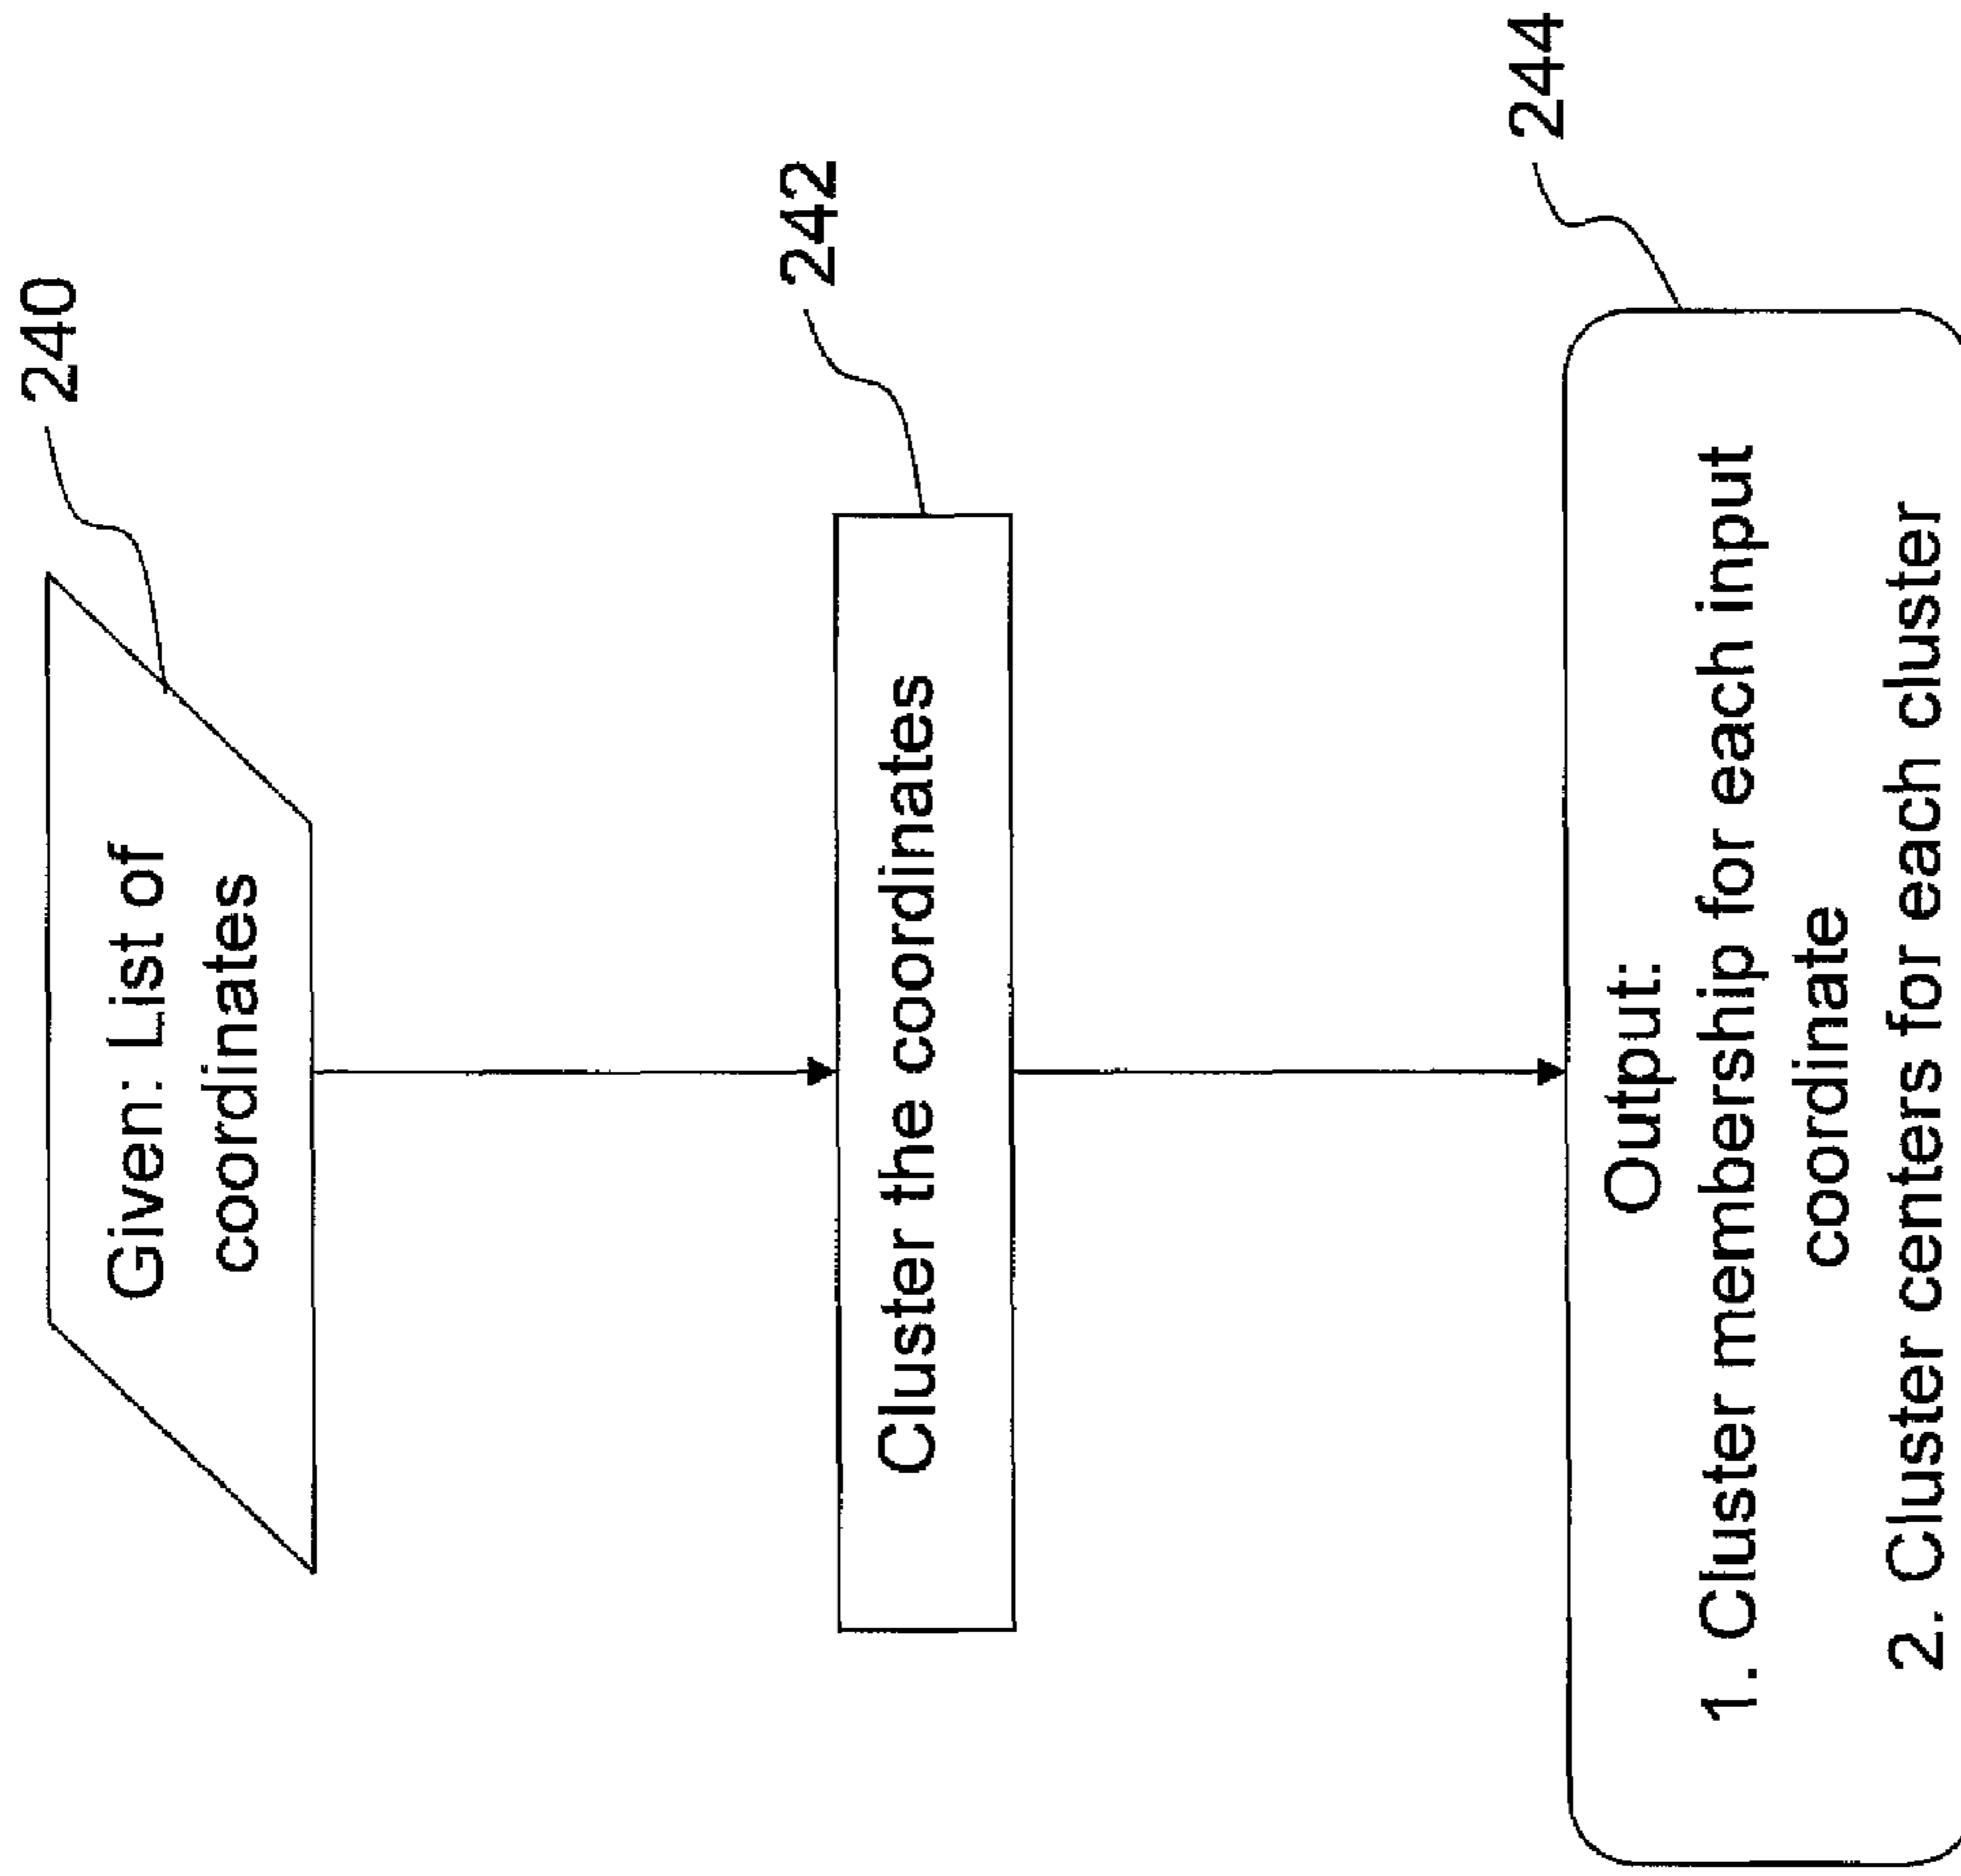 240
Given: List of
coordinates
242
Cluster the coordinates
244
Output:
1. Cluster membership for each input
coordinate
2. Cluster centers for each cluster